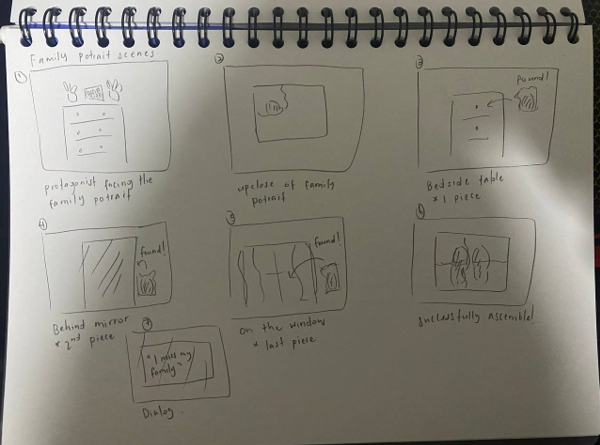 Family potrait scenes
①
protagonist facing the
family potrait
②
upclose of family
potrait
③
found!
Bedside table
* 1 piece.
4
found!
Behind mirror
* 2nd piece
5
found!
on the window
* last piece
6
successfully assemble!
7
"I miss my
family"
Dialog.